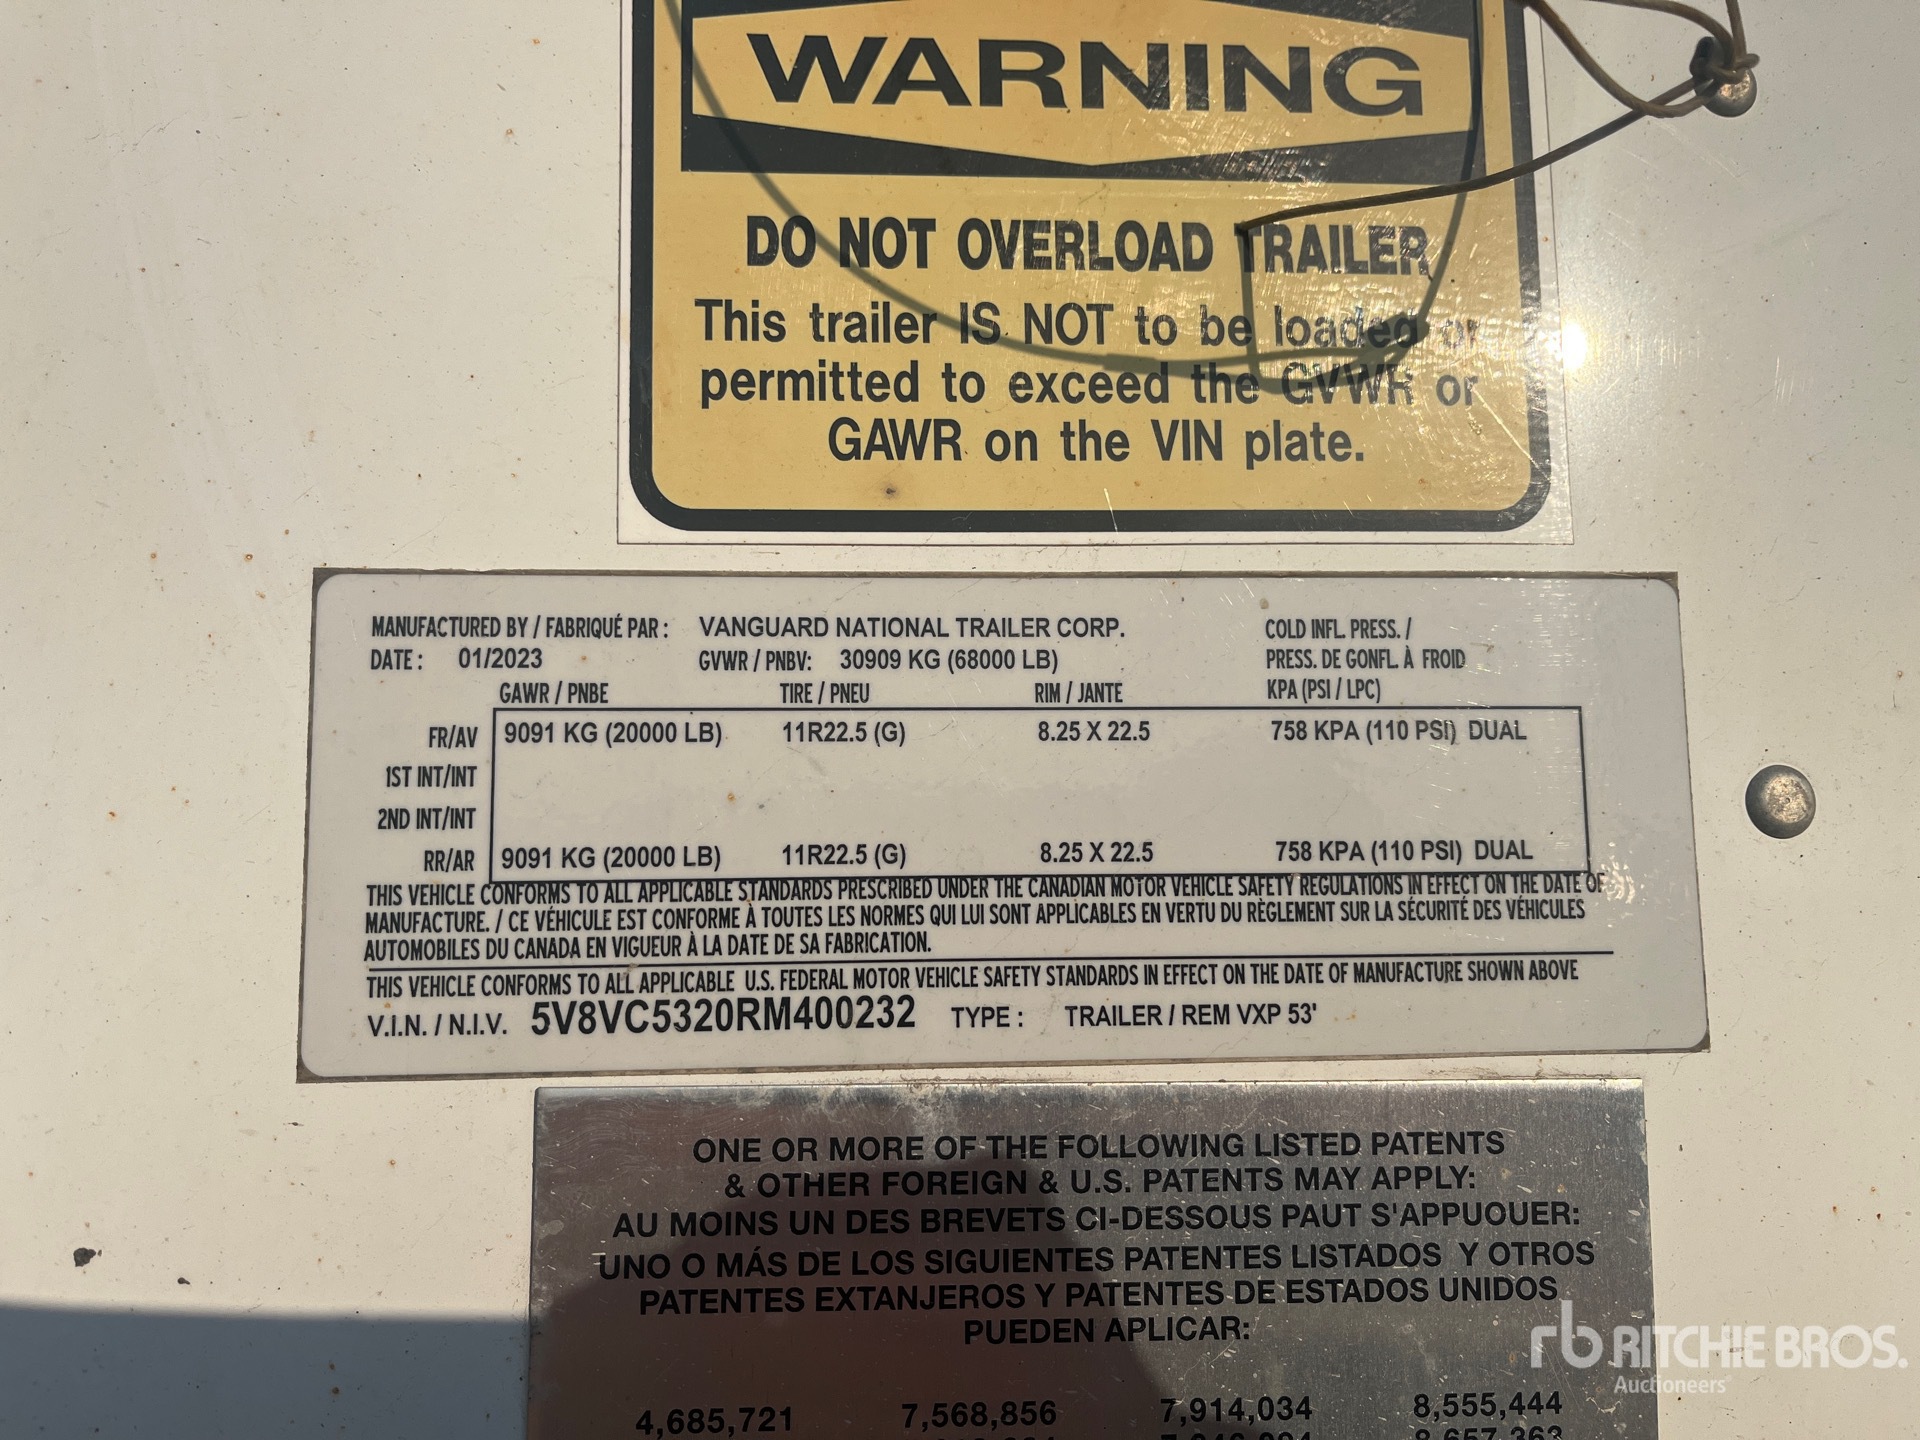 WARNING
DO NOT OVERLOAD TRAILER
This trailer IS NOT to be loaded or
permitted to exceed the GVWR or
GAWR on the VIN plate.
MANUFACTURED BY / FABRIQUÉ PAR : VANGUARD NATIONAL TRAILER CORP. COLD INFL. PRESS. /
DATE : 01/2023 GVWR / PNBV: 30909 KG (68000 LB) PRESS. DE GONFL. À FROID
GAWR / PNBE TIRE / PNEU RIM / JANTE KPA (PSI / LPC)
FR/AV 9091 KG (20000 LB) 11R22.5 (G) 8.25 X 22.5 758 KPA (110 PSI) DUAL
1ST INT/INT
2ND INT/INT
RR/AR 9091 KG (20000 LB) 11R22.5 (G) 8.25 X 22.5 758 KPA (110 PSI) DUAL
THIS VEHICLE CONFORMS TO ALL APPLICABLE STANDARDS PRESCRIBED UNDER THE CANADIAN MOTOR VEHICLE SAFETY REGULATIONS IN EFFECT ON THE DATE OF
MANUFACTURE. / CE VÉHICULE EST CONFORME À TOUTES LES NORMES QUI LUI SONT APPLICABLES EN VERTU DU RÈGLEMENT SUR LA SÉCURITÉ DES VÉHICULES
AUTOMOBILES DU CANADA EN VIGUEUR À LA DATE DE SA FABRICATION.
THIS VEHICLE CONFORMS TO ALL APPLICABLE U.S. FEDERAL MOTOR VEHICLE SAFETY STANDARDS IN EFFECT ON THE DATE OF MANUFACTURE SHOWN ABOVE
V.I.N. / N.I.V. 5V8VC5320RM400232 TYPE : TRAILER / REM VXP 53'
ONE OR MORE OF THE FOLLOWING LISTED PATENTS
& OTHER FOREIGN & U.S. PATENTS MAY APPLY:
AU MOINS UN DES BREVETS CI-DESSOUS PAUT S'APPUOUER:
UNO O MÁS DE LOS SIGUIENTES PATENTES LISTADOS Y OTROS
PATENTES EXTANJEROS Y PATENTES DE ESTADOS UNIDOS
PUEDEN APLICAR:
4,685,721 7,568,856 7,914,034 8,555,444
8,657,363
rb RITCHIE BROS.
Auctioneers